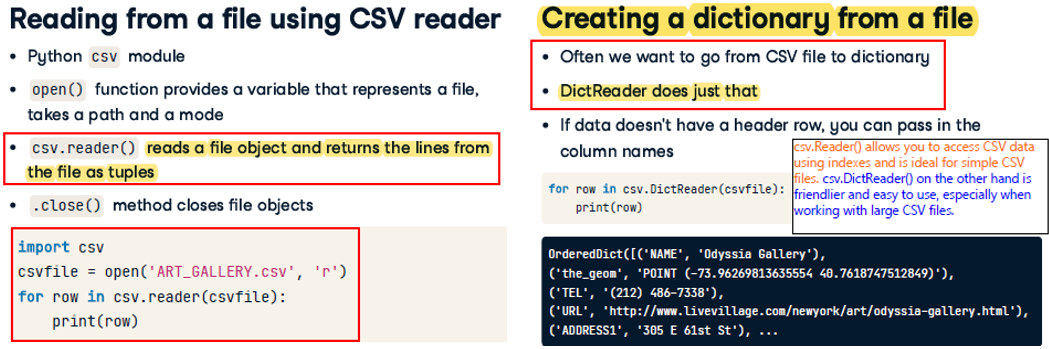 Reading from a file using CSV reader
• Python csv module
• open() function provides a variable that represents a file,
takes a path and a mode
• csv.reader() reads a file object and returns the lines from
the file as tuples
• .close() method closes file objects
import csv
csvfile = open('ART_GALLERY.csv', 'r')
for row in csv.reader(csvfile):
    print(row)
Creating a dictionary from a file
• Often we want to go from CSV file to dictionary
• DictReader does just that
• If data doesn't have a header row, you can pass in the
column names
csv.Reader() allows you to access CSV data
using indexes and is ideal for simple CSV
files. csv.DictReader() on the other hand is
friendlier and easy to use, especially when
working with large CSV files.
for row in csv.DictReader(csvfile):
    print(row)
OrderedDict([('NAME', 'Odyssia Gallery'),
('the_geom', 'POINT (-73.96269813635554 40.7618747512849)'),
('TEL', '(212) 486-7338'),
('URL', 'http://www.livevillage.com/newyork/art/odyssia-gallery.html'),
('ADDRESS1', '305 E 61st St'), ...